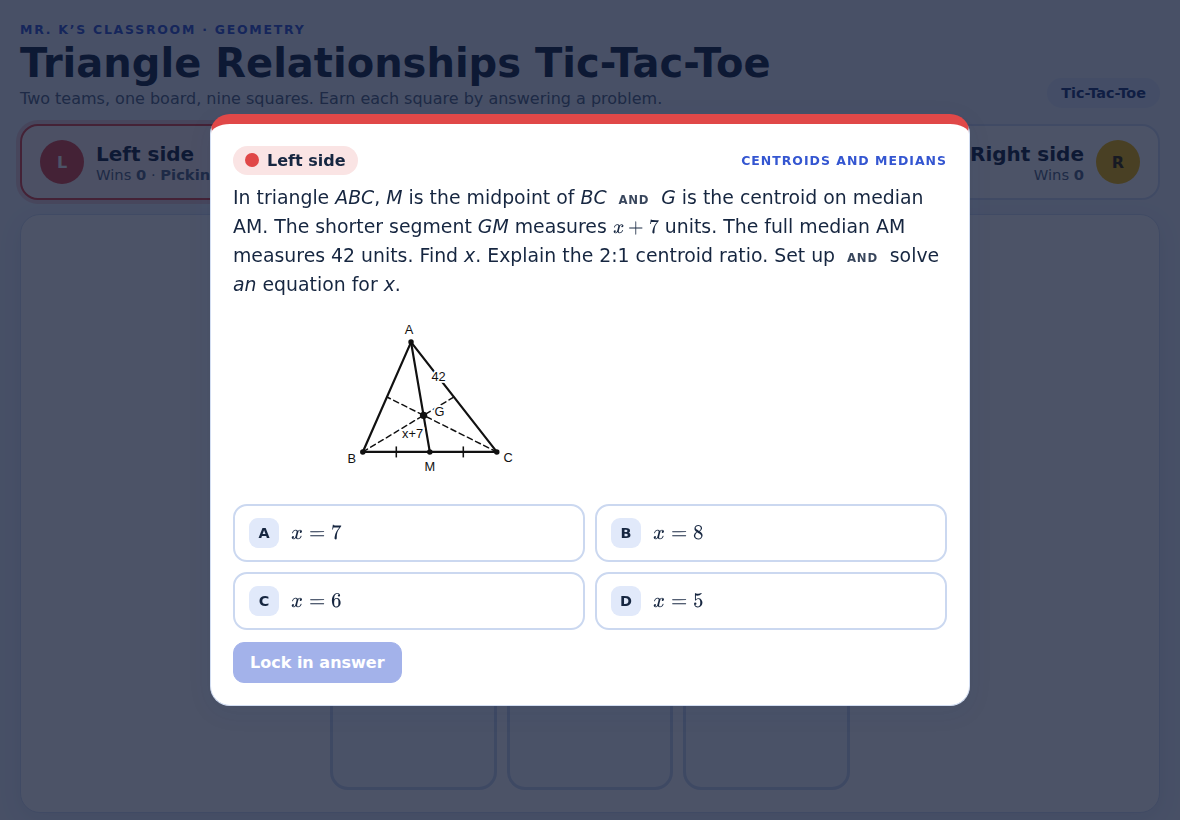 MR. K'S CLASSROOM · GEOMETRY
Triangle Relationships Tic-Tac-Toe
Two teams, one board, nine squares. Earn each square by answering a problem.
Tic-Tac-Toe
L
Left side
Wins 0 · Pickin
Right side
Wins 0
R
Left side
CENTROIDS AND MEDIANS
In triangle ABC, M is the midpoint of BC AND G is the centroid on median
AM. The shorter segment GM measures x + 7 units. The full median AM
measures 42 units. Find x. Explain the 2:1 centroid ratio. Set up AND solve
an equation for x.
A
42
G
x+7
B
M
C
A x = 7
B x = 8
C x = 6
D x = 5
Lock in answer